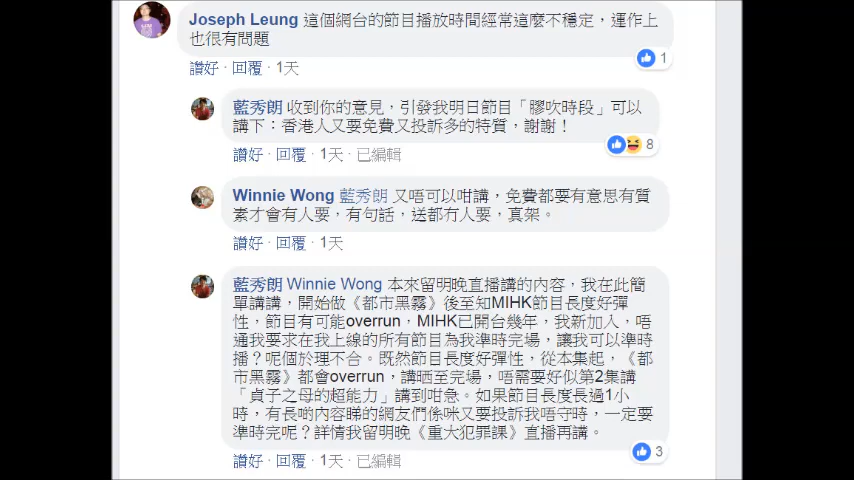 Joseph Leung 這個網台的節目播放時間經常這麼不穩定，運作上
也很有問題
讚好 · 回覆 · 1天
1
藍秀朗 收到你的意見，引發我明日節目「膠吹時段」可以
講下：香港人又要免費又投訴多的特質，謝謝！
讚好 · 回覆 · 1天 · 已編輯
8
Winnie Wong 藍秀朗 又唔可以咁講，免費都要有意思有質
素才會有人要，有句話，送都冇人要，真架。
讚好 · 回覆 · 1天
藍秀朗 Winnie Wong 本來留明晚直播講的內容，我在此簡
單講講，開始做《都市黑霧》後至知MIHK節目長度好彈
性，節目有可能overrun，MIHK已開台幾年，我新加入，唔
通我要求在我上線的所有節目為我準時完場，讓我可以準時
播？呢個於理不合。既然節目長度好彈性，從本集起，《都
市黑霧》都會overrun，講晒至完場，唔需要好似第2集講
「貞子之母的超能力」講到咁急。如果節目長度長過1小
時，有長啲內容睇的網友們係咪又要投訴我唔守時，一定要
準時完呢？詳情我留明晚《重大犯罪課》直播再講。
讚好 · 回覆 · 1天 · 已編輯
3